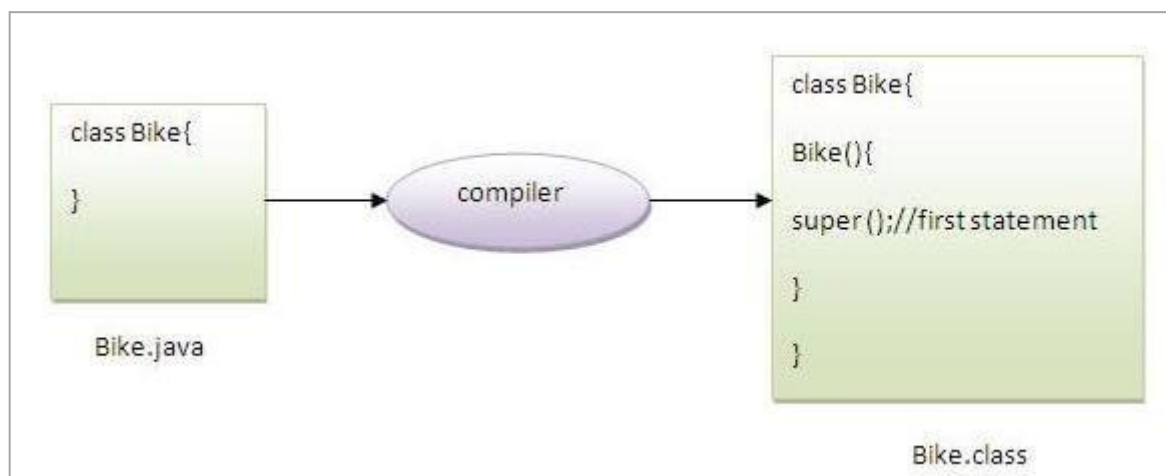 class Bike{
}
Bike.java
compiler
class Bike{
Bike(){
super();//first statement
}
}
Bike.class